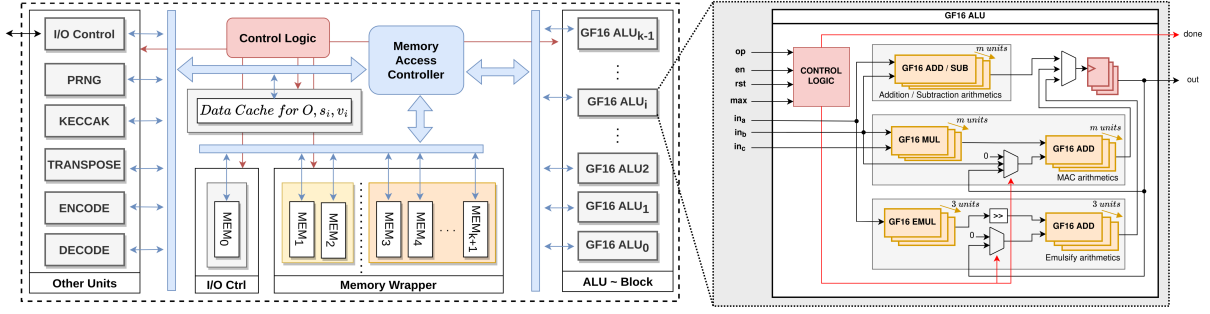 I/O Control
PRNG
KECCAK
TRANSPOSE
ENCODE
DECODE
Other Units
Control Logic
Memory
Access
Controller
Data Cache for O, s_i, v_i
MEM_0
I/O Ctrl
MEM_1
MEM_2
MEM_3
MEM_4
. . .
MEM_{k+1}
Memory Wrapper
GF16 ALU_{k-1}
GF16 ALU_i
GF16 ALU2
GF16 ALU_1
GF16 ALU_0
ALU ~ Block
GF16 ALU
op
en
rst
max
in_a
in_b
in_c
CONTROL
LOGIC
m units
GF16 ADD / SUB
Addition / Subtraction arithmetics
m units
GF16 MUL
0
m units
GF16 ADD
MAC arithmetics
3 units
GF16 EMUL
>>
0
3 units
GF16 ADD
Emulsify arithmetics
done
out